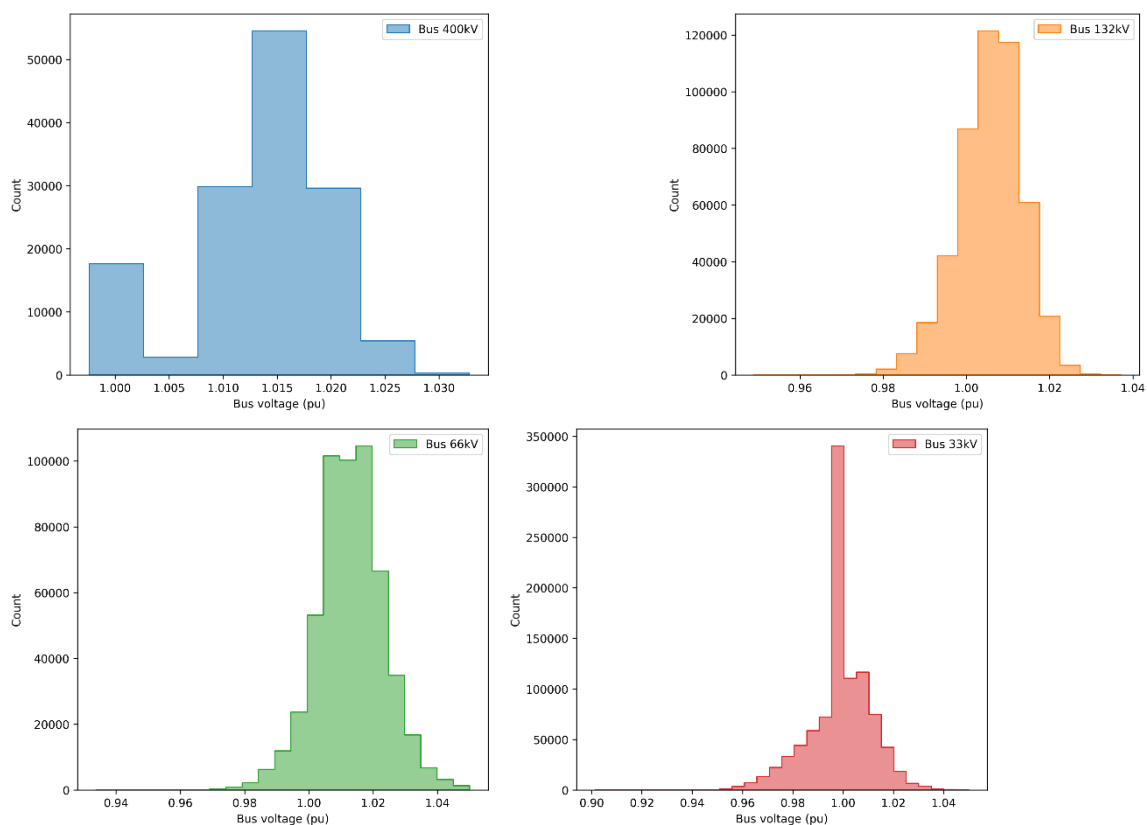 Bus 400kV
50000
40000
30000
20000
10000
0
Count
1.000 1.005 1.010 1.015 1.020 1.025 1.030
Bus voltage (pu)
Bus 132kV
120000
100000
80000
60000
40000
20000
0
Count
0.96 0.98 1.00 1.02 1.04
Bus voltage (pu)
Bus 66kV
100000
80000
60000
40000
20000
0
Count
0.94 0.96 0.98 1.00 1.02 1.04
Bus voltage (pu)
Bus 33kV
350000
300000
250000
200000
150000
100000
50000
0
Count
0.90 0.92 0.94 0.96 0.98 1.00 1.02 1.04
Bus voltage (pu)